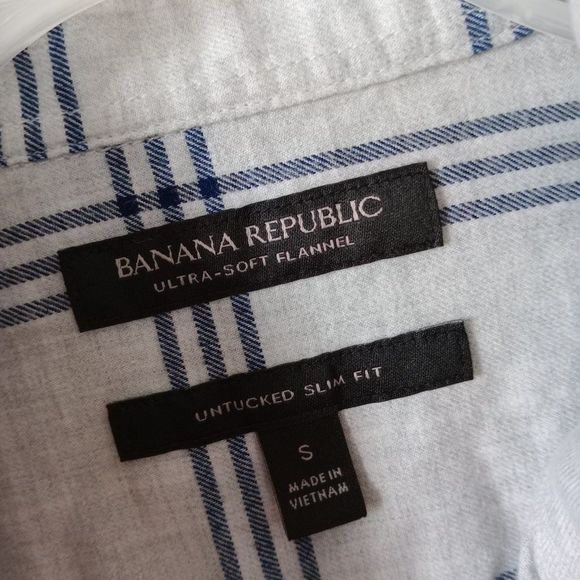 BANANA REPUBLIC
ULTRA-SOFT FLANNEL
UNTUCKED SLIM FIT
S
MADE IN
VIETNAM